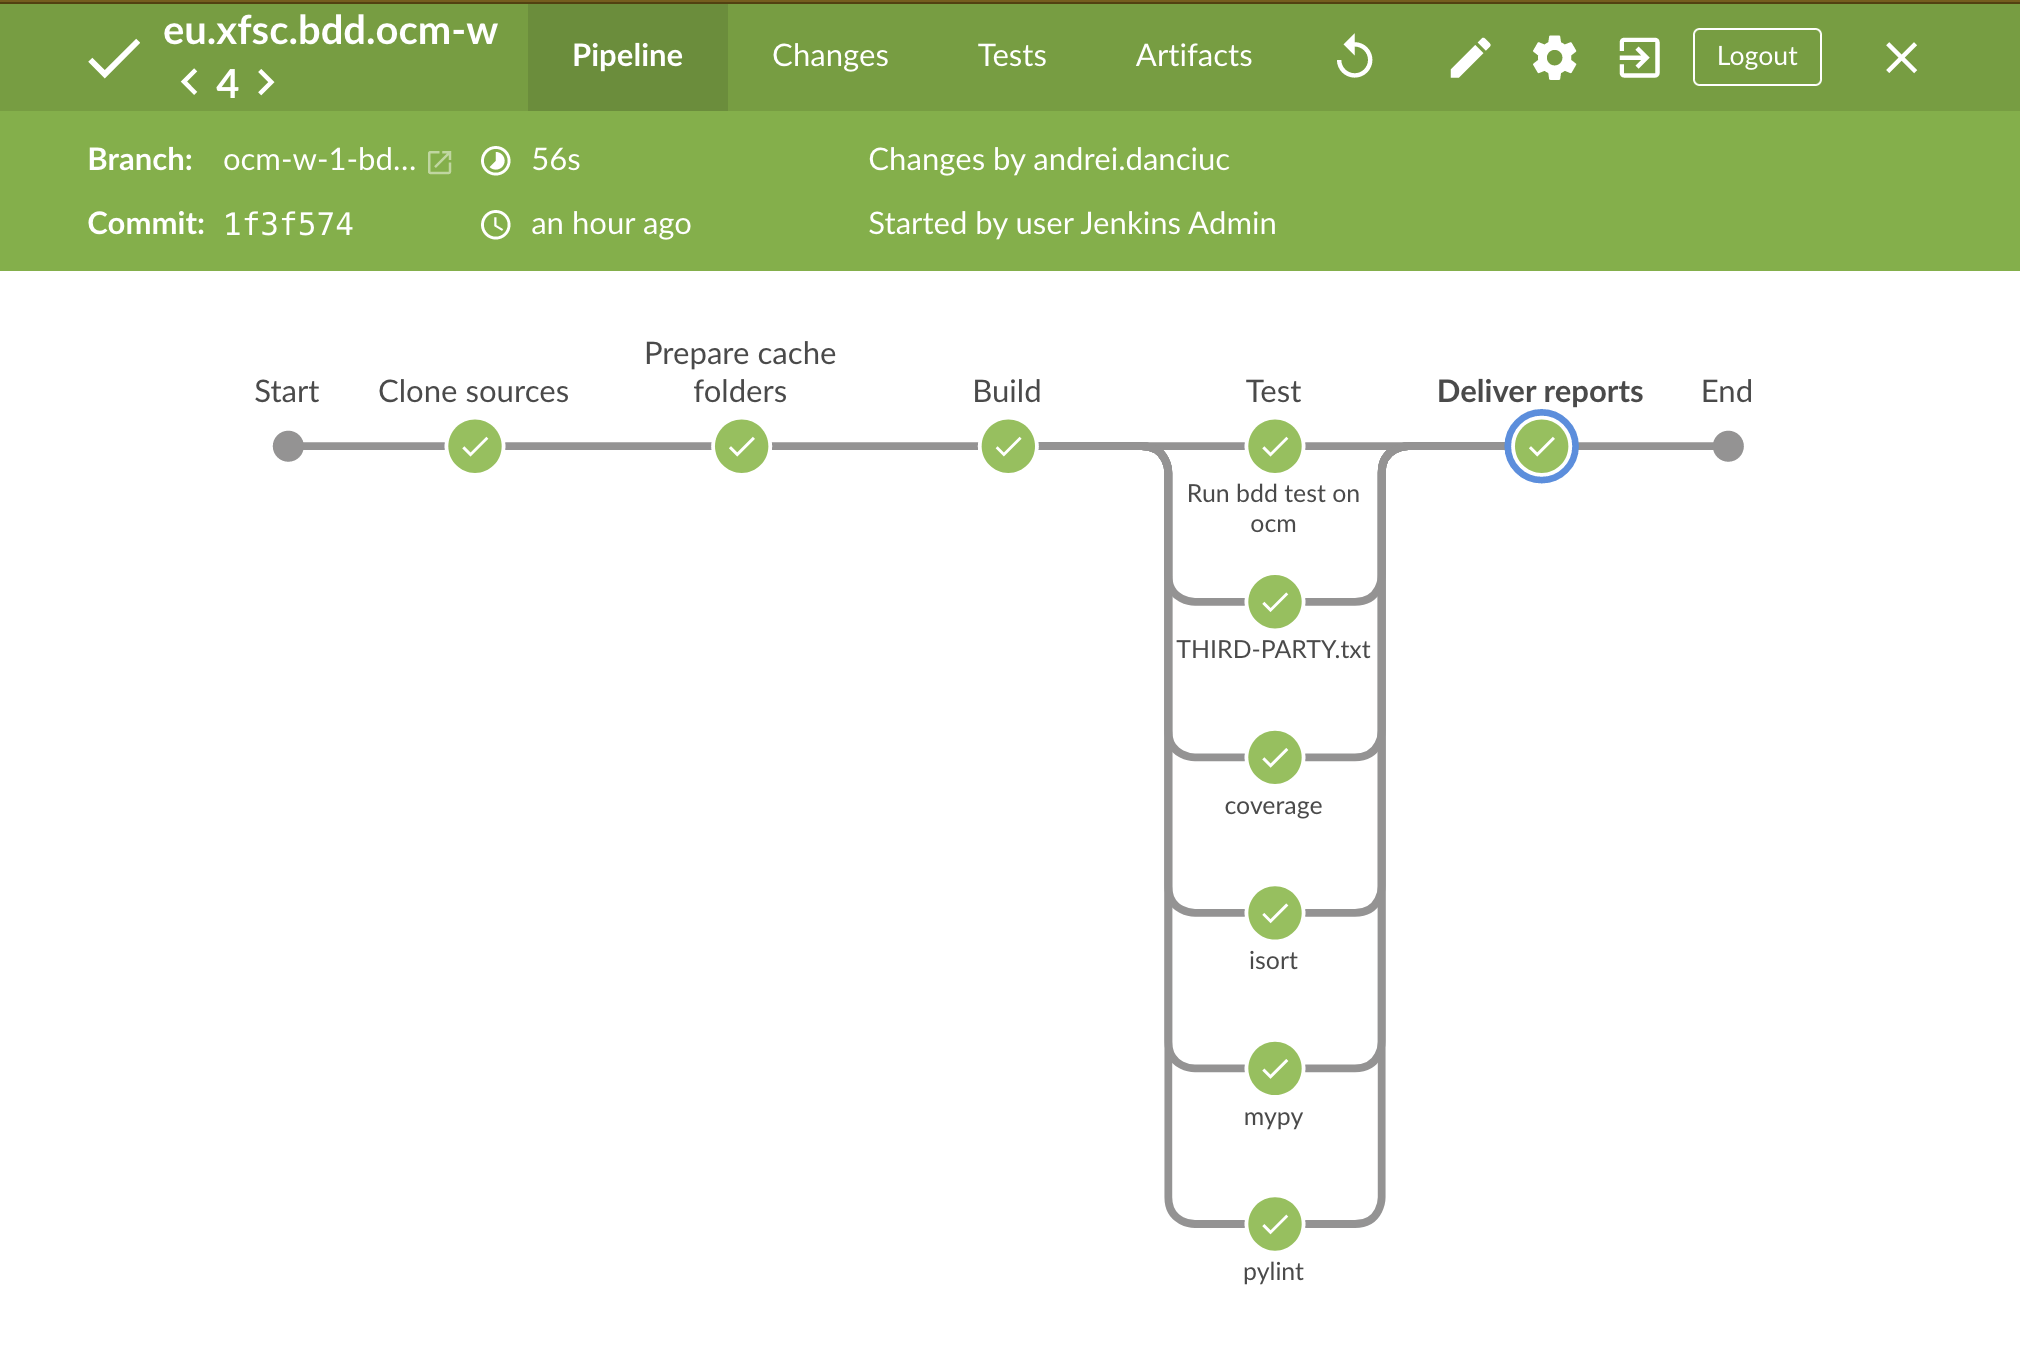 eu.xfsc.bdd.ocm-w
< 4 >
Pipeline
Changes
Tests
Artifacts
Logout
Branch: ocm-w-1-bd... 56s Changes by andrei.danciuc
Commit: 1f3f574 an hour ago Started by user Jenkins Admin
Start
Clone sources
Prepare cache
folders
Build
Test
Deliver reports
End
Run bdd test on
ocm
THIRD-PARTY.txt
coverage
isort
mypy
pylint